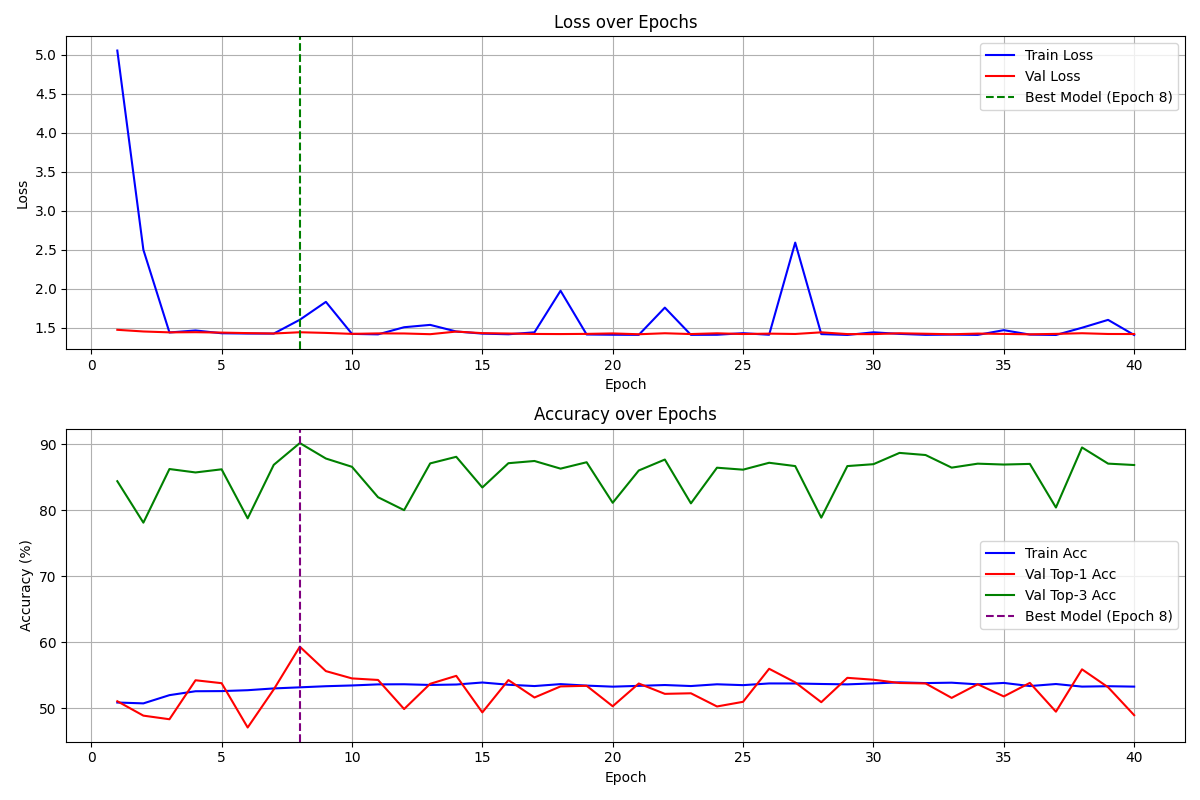 Loss over Epochs
5.0
4.5
4.0
3.5
3.0
2.5
2.0
1.5
Loss
Train Loss
Val Loss
Best Model (Epoch 8)
0 5 10 15 20 25 30 35 40
Epoch
Accuracy over Epochs
90
80
70
60
50
Accuracy (%)
Train Acc
Val Top-1 Acc
Val Top-3 Acc
Best Model (Epoch 8)
0 5 10 15 20 25 30 35 40
Epoch